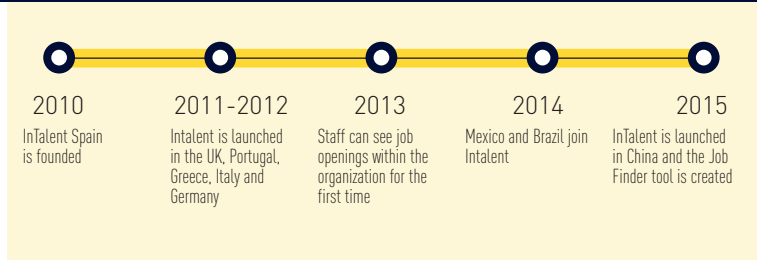 2010
InTalent Spain
is founded
2011-2012
Intalent is launched
in the UK, Portugal,
Greece, Italy and
Germany
2013
Staff can see job
openings within the
organization for the
first time
2014
Mexico and Brazil join
Intalent
2015
InTalent is launched
in China and the Job
Finder tool is created